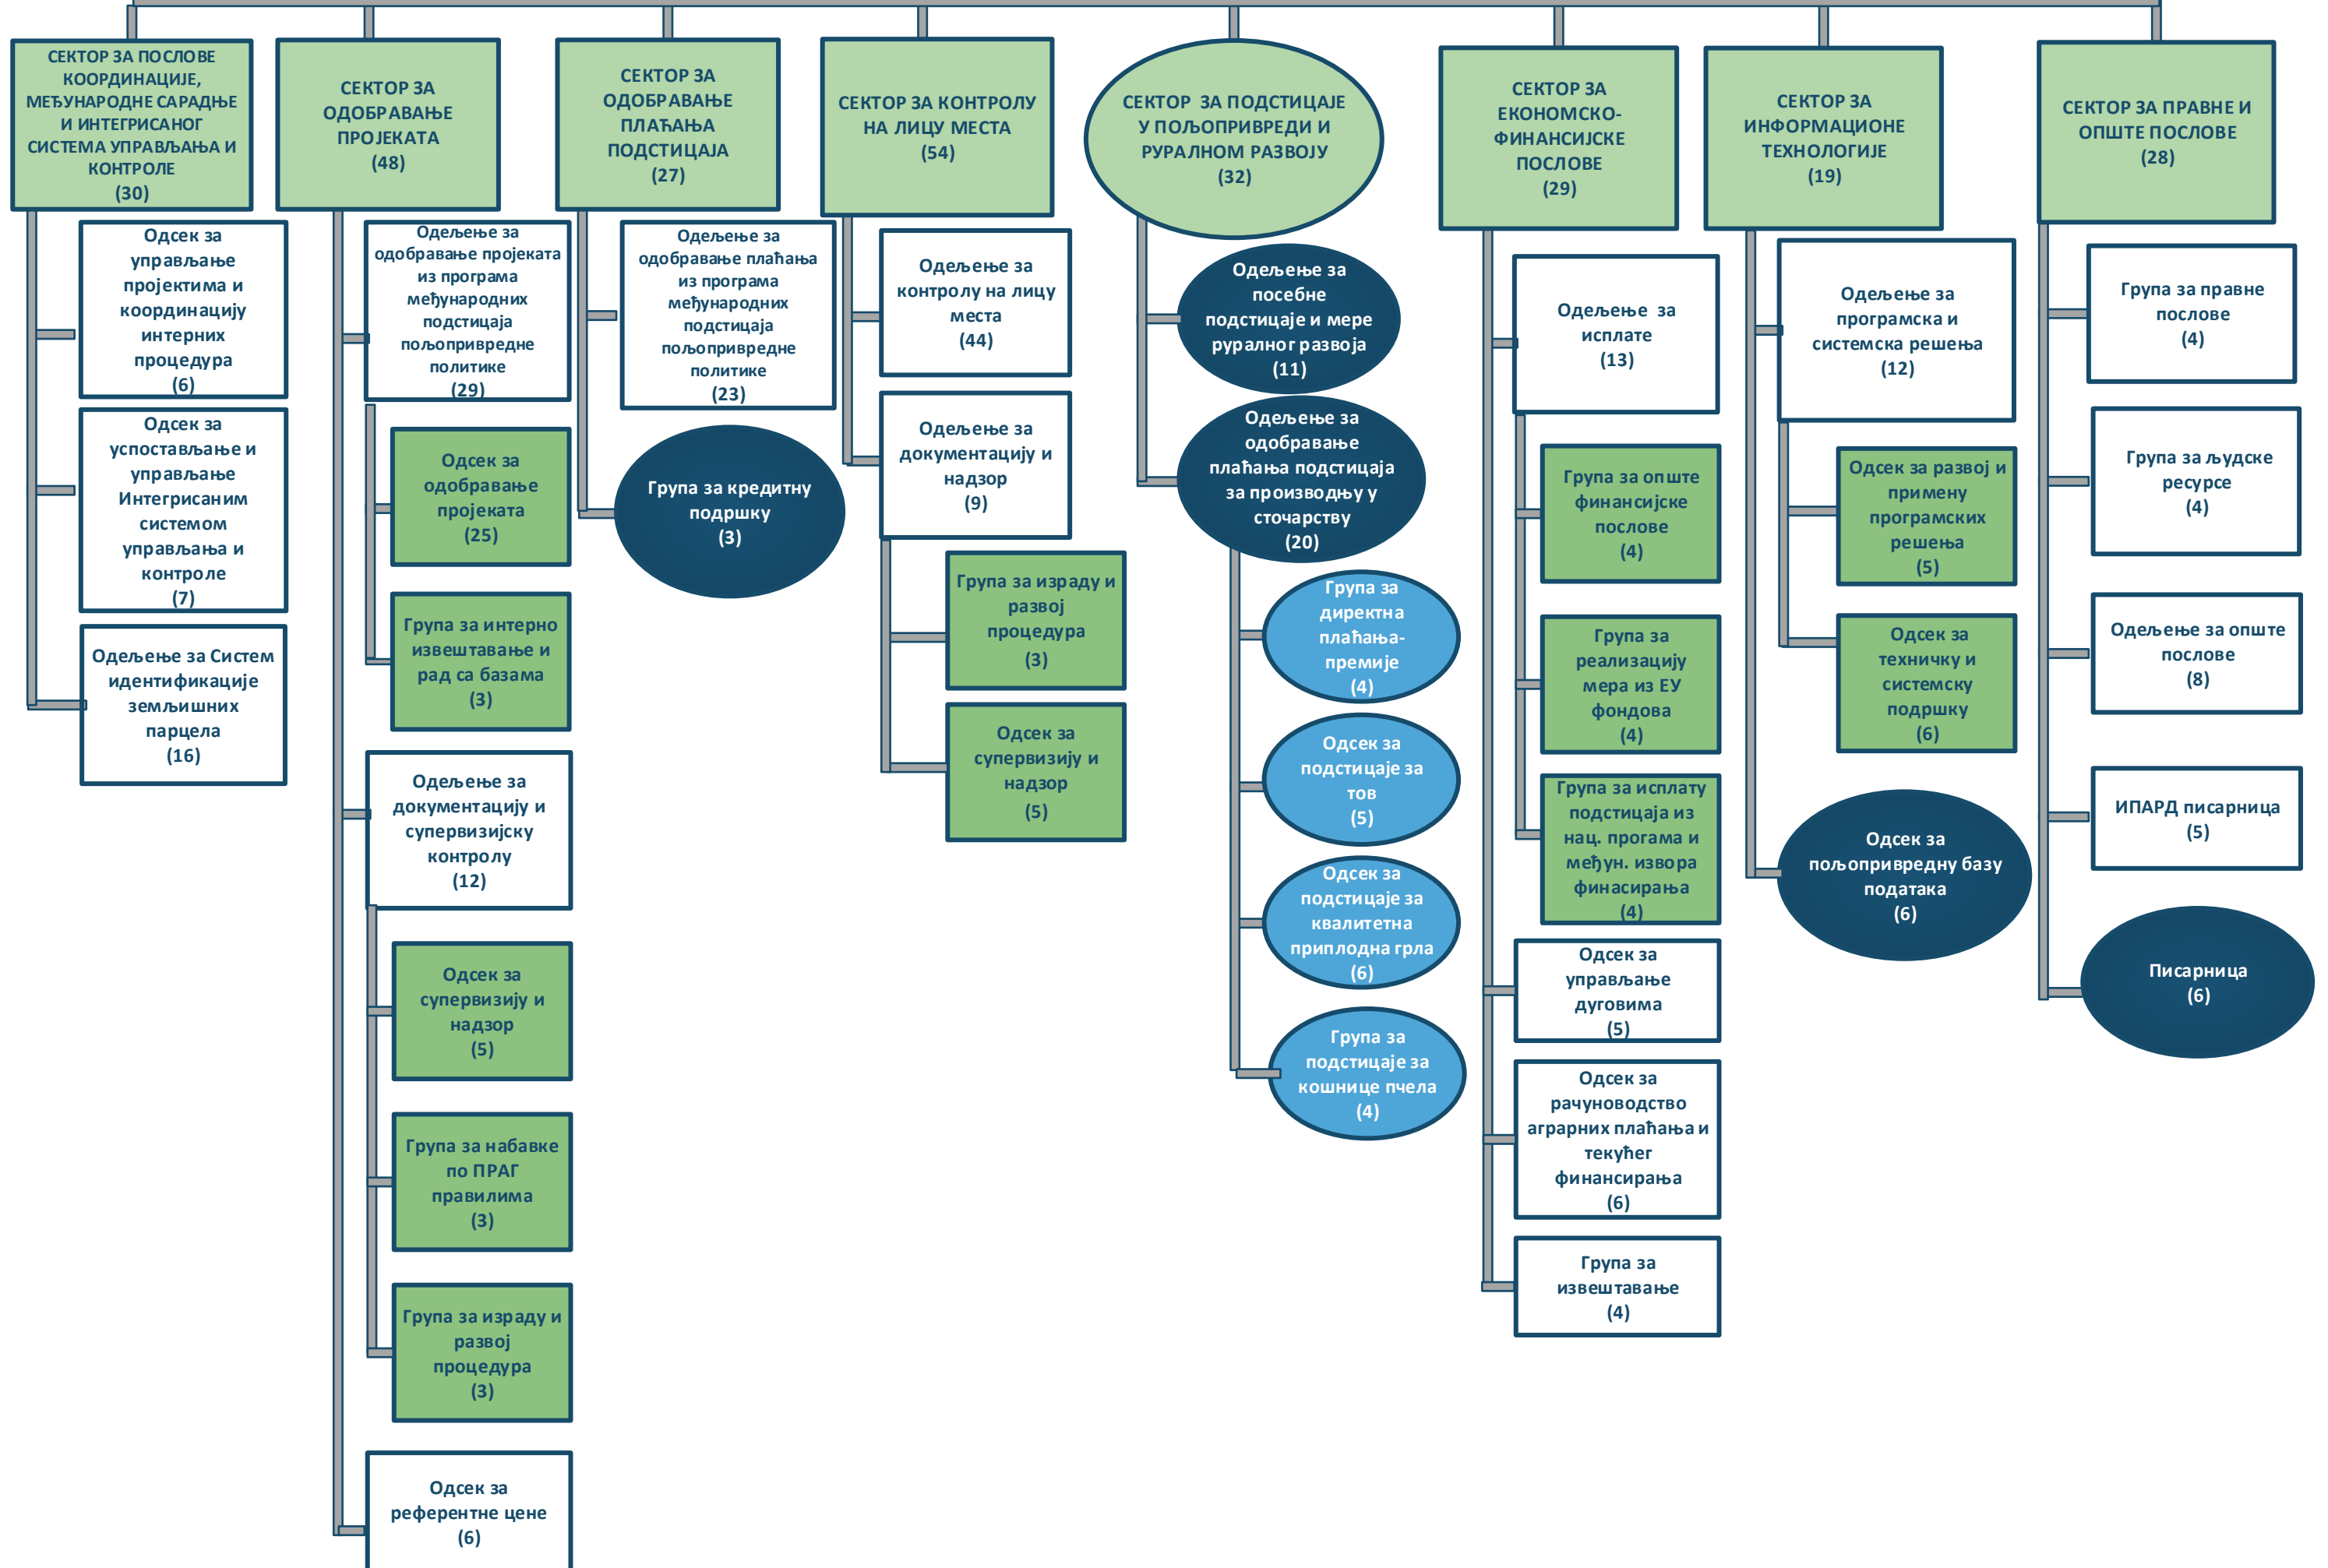 СЕКТОР ЗА ПОСЛОВЕ
КООРДИНАЦИЈЕ,
МЕЂУНАРОДНЕ САРАДЊЕ
И ИНТЕГРИСАНОГ
СИСТЕМА УПРАВЉАЊА И
КОНТРОЛЕ
(30)
Одсек за
управљање
пројектима и
координацију
интерних
процедура
(6)
Одсек за
успостављање и
управљање
Интегрисаним
системом
управљања и
контроле
(7)
Одељење за Систем
идентификације
земљишних
парцела
(16)
СЕКТОР ЗА
ОДОБРАВАЊЕ
ПРОЈЕКАТА
(48)
Одељење за
одобравање пројеката
из програма
међународних
подстицаја
пољопривредне
политике
(29)
Одсек за
одобравање
пројеката
(25)
Група за интерно
извештавање и
рад са базама
(3)
Одељење за
документацију и
супервизијску
контролу
(12)
Одсек за
супервизију и
надзор
(5)
Група за набавке
по ПРАГ
правилима
(3)
Група за израду и
развој
процедура
(3)
Одсек за
референтне цене
(6)
СЕКТОР ЗА
ОДОБРАВАЊЕ
ПЛАЋАЊА
ПОДСТИЦАЈА
(27)
Одељење за
одобравање плаћања
из програма
међународних
подстицаја
пољопривредне
политике
(23)
Група за кредитну
подршку
(3)
СЕКТОР ЗА КОНТРОЛУ
НА ЛИЦУ МЕСТА
(54)
Одељење за
контролу на лицу
места
(44)
Одељење за
документацију и
надзор
(9)
Група за израду и
развој
процедура
(3)
Одсек за
супервизију и
надзор
(5)
СЕКТОР ЗА ПОДСТИЦАЈЕ
У ПОЉОПРИВРЕДИ И
РУРАЛНОМ РАЗВОЈУ
(32)
Одељење за
посебне
подстицаје и мере
руралног развоја
(11)
Одељење за
одобравање
плаћања подстицаја
за производњу у
сточарству
(20)
Група за
директна
плаћања-
премије
(4)
Одсек за
подстицаје за
тов
(5)
Одсек за
подстицаје за
квалитетна
приплодна грла
(6)
Група за
подстицаје за
кошнице пчела
(4)
СЕКТОР ЗА
ЕКОНОМСКО-
ФИНАНСИЈСКЕ
ПОСЛОВЕ
(29)
Одељење за
исплате
(13)
Група за опште
финансијске
послове
(4)
Група за
реализацију
мера из ЕУ
фондова
(4)
Група за исплату
подстицаја из
нац. прогама и
међун. извора
финасирања
(4)
Одсек за
управљање
дуговима
(5)
Одсек за
рачуноводство
аграрних плаћања и
текућег
финансирања
(6)
Група за
извештавање
(4)
СЕКТОР ЗА
ИНФОРМАЦИОНЕ
ТЕХНОЛОГИЈЕ
(19)
Одељење за
програмска и
системска решења
(12)
Одсек за развој и
примену
програмских
решења
(5)
Одсек за
техничку и
системску
подршку
(6)
Одсек за
пољопривредну базу
података
(6)
СЕКТОР ЗА ПРАВНЕ И
ОПШТЕ ПОСЛОВЕ
(28)
Група за правне
послове
(4)
Група за људске
ресурсе
(4)
Одељење за опште
послове
(8)
ИПАРД писарница
(5)
Писарница
(6)